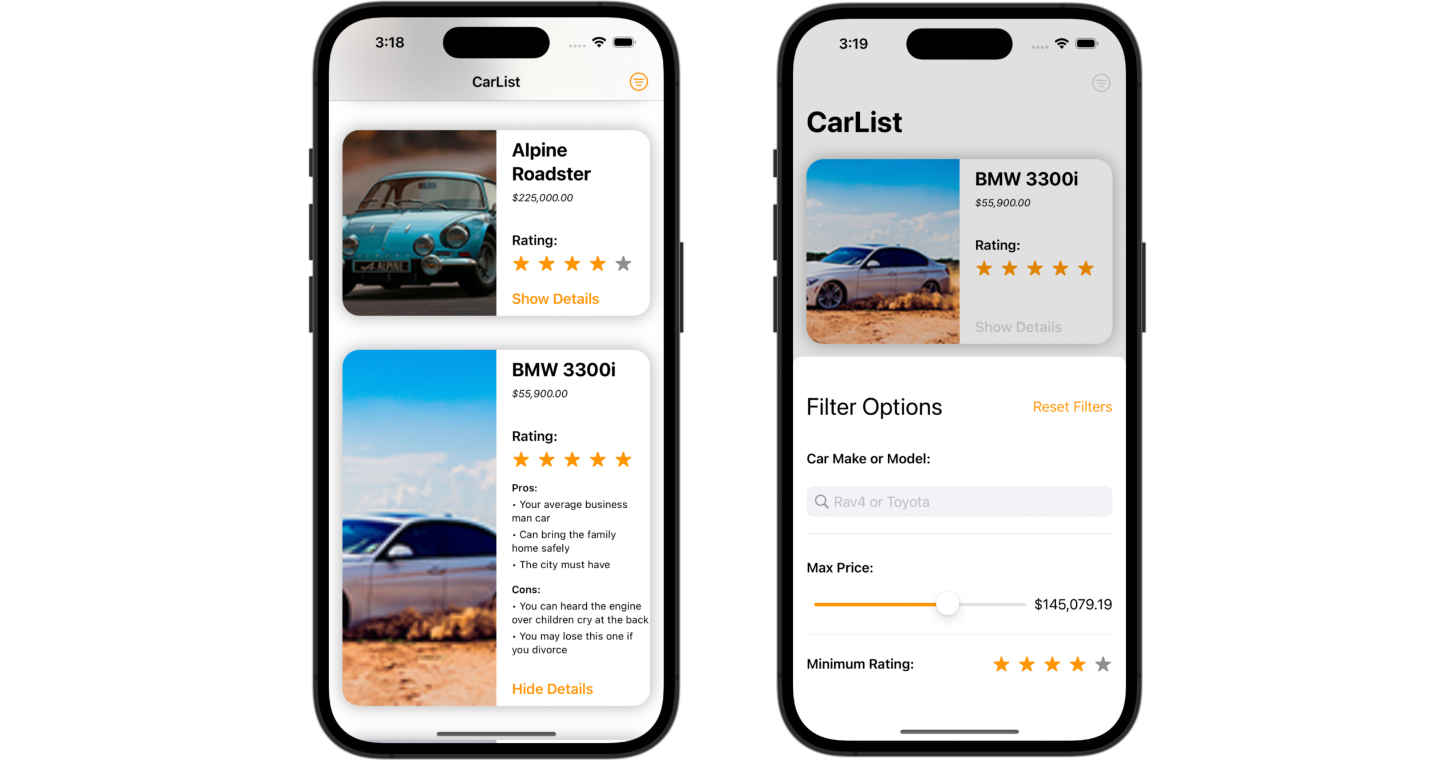 3:18
CarList
Alpine
Roadster
$225,000.00
Rating:
Show Details
ALPINE
BMW 3300i
$55,900.00
Rating:
Pros:
• Your average business
man car
• Can bring the family
home safely
• The city must have
Cons:
• You can heard the engine
over children cry at the back
• You may lose this one if
you divorce
Hide Details
3:19
CarList
BMW 3300i
$55,900.00
Rating:
Show Details
Filter Options
Reset Filters
Car Make or Model:
Rav4 or Toyota
Max Price:
$145,079.19
Minimum Rating: